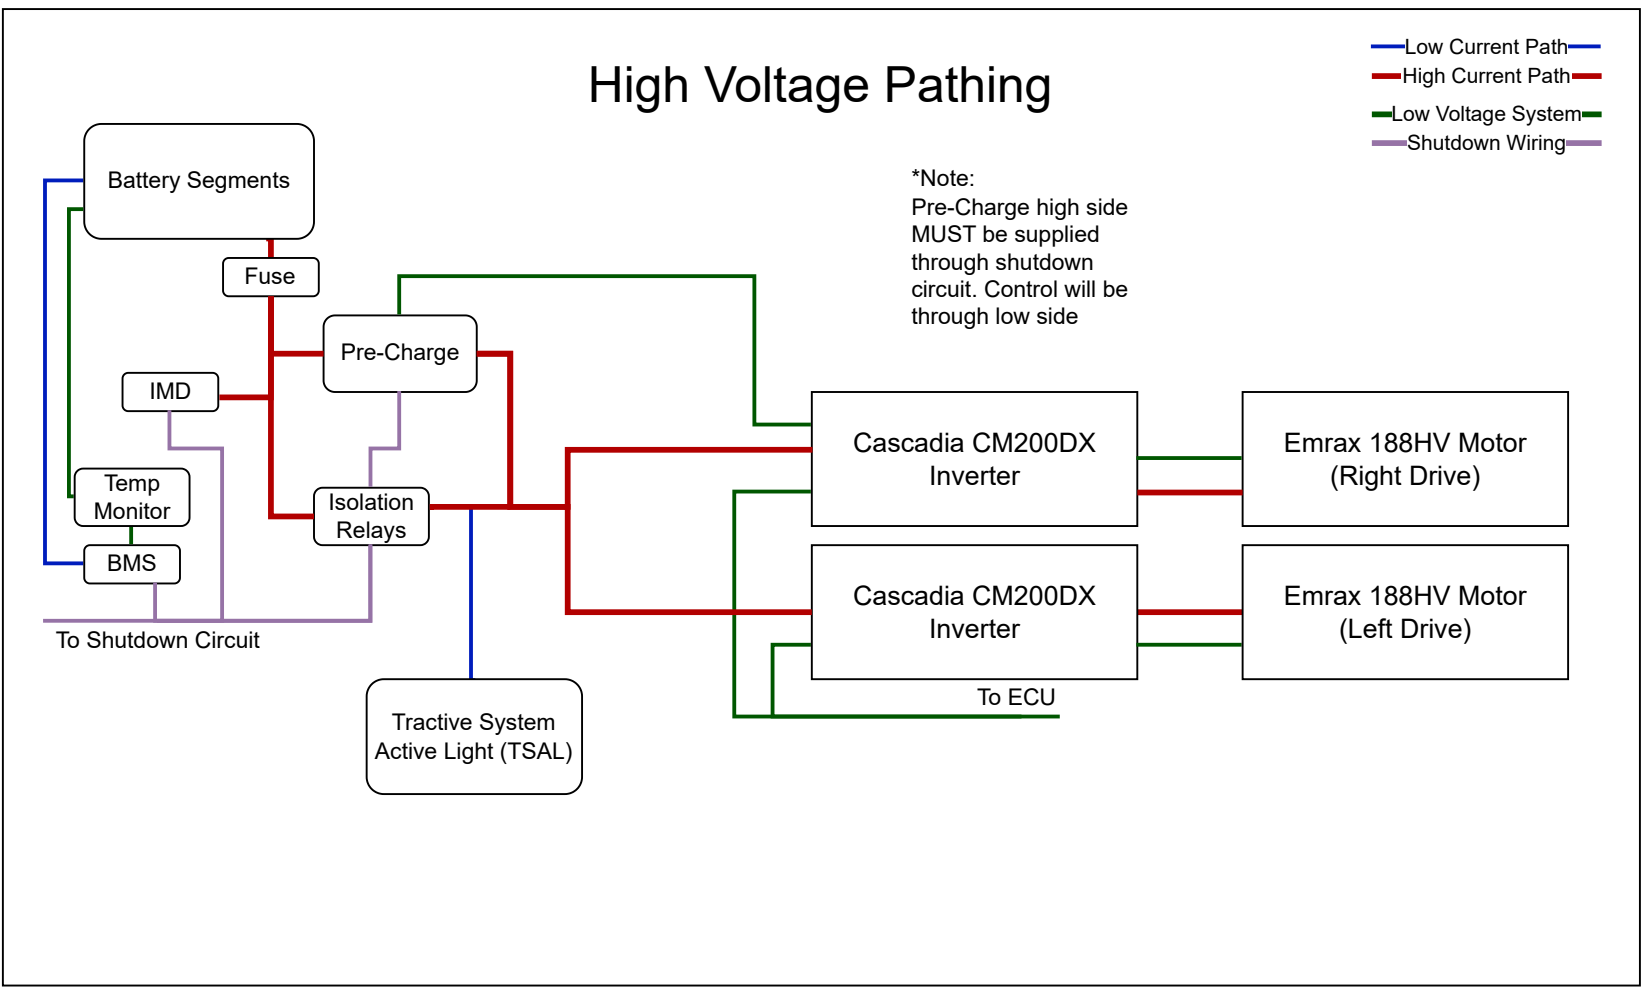 High Voltage Pathing
Low Current Path
High Current Path
Low Voltage System
Shutdown Wiring
Battery Segments
*Note:
Pre-Charge high side
MUST be supplied
through shutdown
circuit. Control will be
through low side
Fuse
Pre-Charge
IMD
Temp
Monitor
BMS
Isolation
Relays
To Shutdown Circuit
Cascadia CM200DX
Inverter
Emrax 188HV Motor
(Right Drive)
Cascadia CM200DX
Inverter
Emrax 188HV Motor
(Left Drive)
To ECU
Tractive System
Active Light (TSAL)